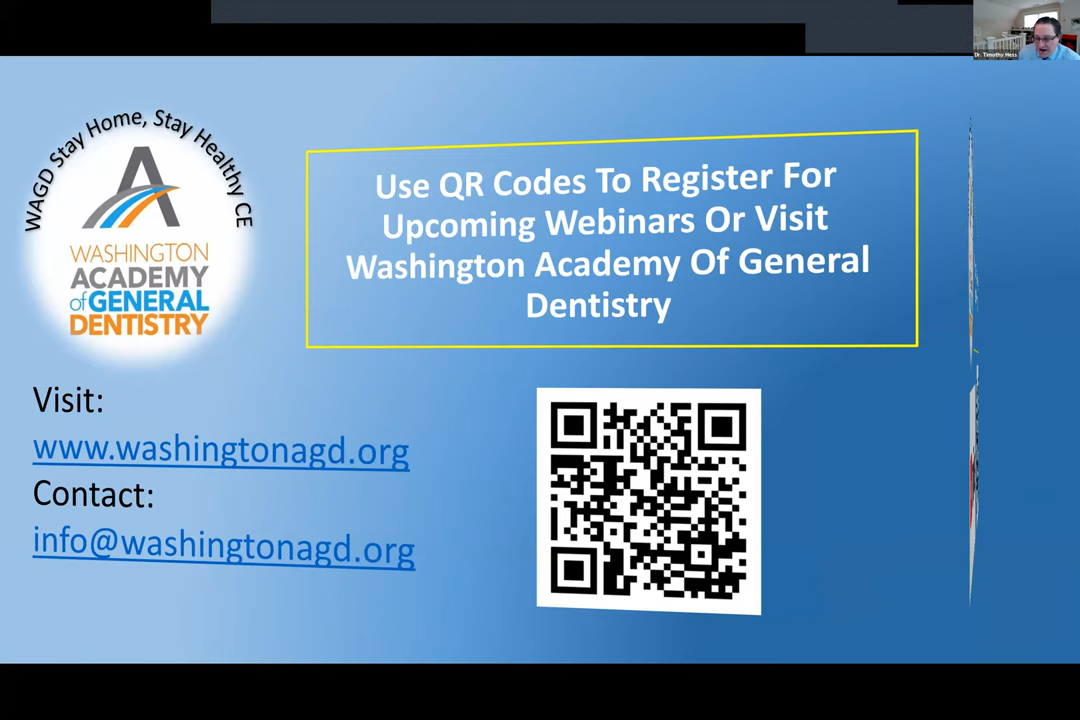 Dr. Timothy Hess
WAGD Stay Home, Stay Healthy CE
WASHINGTON
ACADEMY
of GENERAL
DENTISTRY
Use QR Codes To Register For
Upcoming Webinars Or Visit
Washington Academy Of General
Dentistry
Visit:
www.washingtonagd.org
Contact:
info@washingtonagd.org